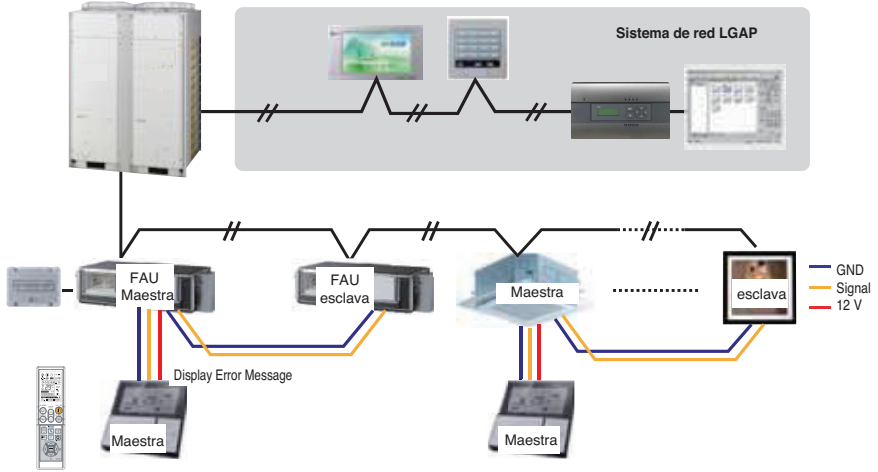 Sistema de red LGAP
FAU
Maestra
FAU
esclava
Maestra
esclava
GND
Signal
12 V
Display Error Message
Maestra
Maestra